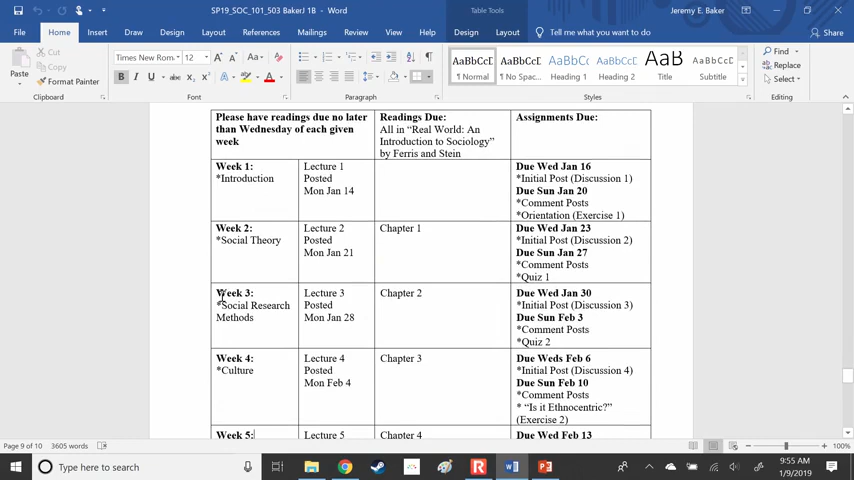 SP19_SOC_101_503 BakerJ 1B - Word
Table Tools
Jeremy E. Baker
File Home Insert Draw Design Layout References Mailings Review View Help Design Layout Tell me what you want to do Share
Paste
Cut
Copy
Format Painter
Clipboard
Times New Rom 12
Font
Paragraph
AaBbCcDc AaBbCcDc AaBbCc AaBbCcD AaB AaBbCcD
¶ Normal ¶ No Spac... Heading 1 Heading 2 Title Subtitle
Styles
Find
Replace
Select
Editing
Please have readings due no later
than Wednesday of each given
week
Readings Due:
All in “Real World: An
Introduction to Sociology”
by Ferris and Stein
Assignments Due:
Week 1:
*Introduction
Lecture 1
Posted
Mon Jan 14
Due Wed Jan 16
*Initial Post (Discussion 1)
Due Sun Jan 20
*Comment Posts
*Orientation (Exercise 1)
Week 2:
*Social Theory
Lecture 2
Posted
Mon Jan 21
Chapter 1
Due Wed Jan 23
*Initial Post (Discussion 2)
Due Sun Jan 27
*Comment Posts
*Quiz 1
Week 3:
*Social Research
Methods
Lecture 3
Posted
Mon Jan 28
Chapter 2
Due Wed Jan 30
*Initial Post (Discussion 3)
Due Sun Feb 3
*Comment Posts
*Quiz 2
Week 4:
*Culture
Lecture 4
Posted
Mon Feb 4
Chapter 3
Due Weds Feb 6
*Initial Post (Discussion 4)
Due Sun Feb 10
*Comment Posts
* “Is it Ethnocentric?”
(Exercise 2)
Week 5:
Lecture 5
Chapter 4
Due Wed Feb 13
Page 9 of 10 3605 words
100%
Type here to search
9:55 AM
1/9/2019